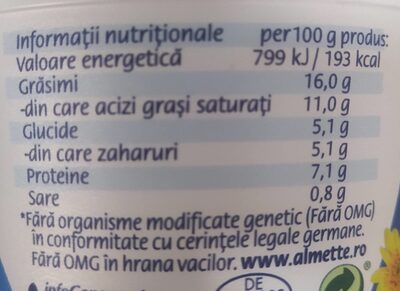 Informații nutriționale per100 g produs:
Valoare energetică 799 kJ / 193 kcal
Grăsimi 16,0 g
-din care acizi grași saturați 11,0 g
Glucide 5,1 g
-din care zaharuri 5,1 g
Proteine 7,1 g
Sare 0,8 g
*Fără organisme modificate genetic (Fără OMG)
în conformitate cu cerințele legale germane.
Fără OMG în hrana vacilor. www.almette.ro
DE